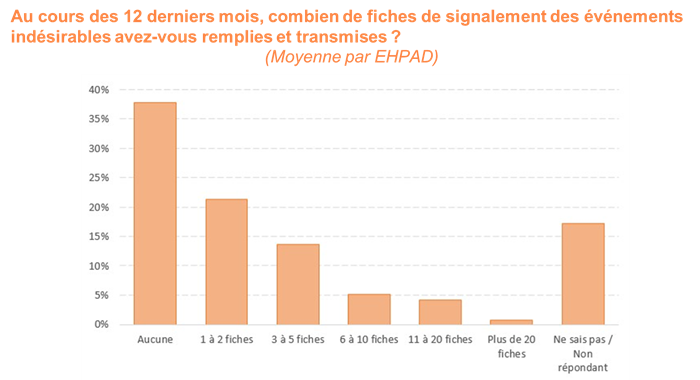 Au cours des 12 derniers mois, combien de fiches de signalement des événements
indésirables avez-vous remplies et transmises ?
(Moyenne par EHPAD)
40%
35%
30%
25%
20%
15%
10%
5%
0%
Aucune
1 à 2 fiches
3 à 5 fiches
6 à 10 fiches
11 à 20 fiches
Plus de 20
fiches
Ne sais pas /
Non
répondant